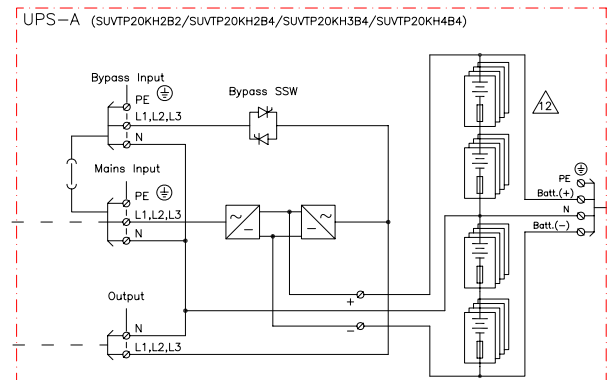 UPS-A (SUVTP20KH2B2/SUVTP20KH2B4/SUVTP20KH3B4/SUVTP20KH4B4)
Bypass Input
PE
L1,L2,L3
N
Bypass SSW
12
Mains Input
PE
L1,L2,L3
N
PE
Batt.(+)
N
Batt.(-)
+
-
Output
N
L1,L2,L3